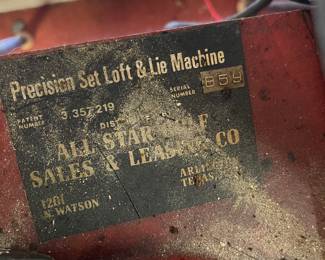 Precision Set Loft & Lie Machine
PATENT NUMBER 3,357,219 SERIAL NUMBER 859
ALL STAR
SALES & LEASING CO
1201
N. WATSON
TEXAS